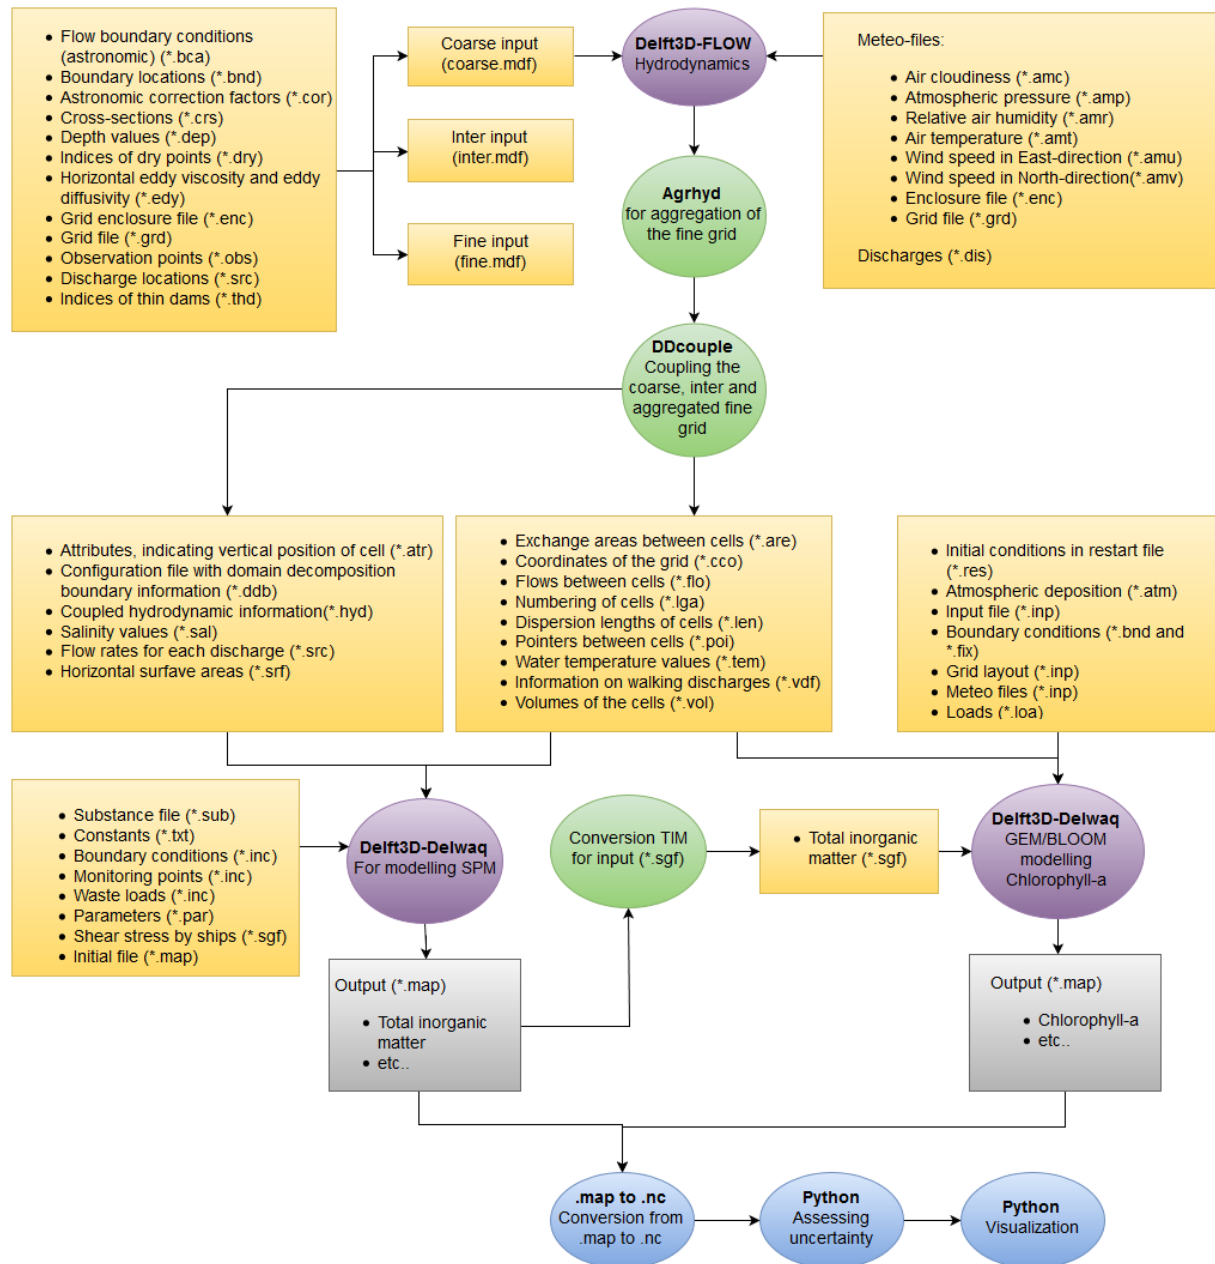 • Flow boundary conditions
(astronomic) (*.bca)
• Boundary locations (*.bnd)
• Astronomic correction factors (*.cor)
• Cross-sections (*.crs)
• Depth values (*.dep)
• Indices of dry points (*.dry)
• Horizontal eddy viscosity and eddy
diffusivity (*.edy)
• Grid enclosure file (*.enc)
• Grid file (*.grd)
• Observation points (*.obs)
• Discharge locations (*.src)
• Indices of thin dams (*.thd)
Coarse input
(coarse.mdf)
Inter input
(inter.mdf)
Fine input
(fine.mdf)
Delft3D-FLOW
Hydrodynamics
Meteo-files:
• Air cloudiness (*.amc)
• Atmospheric pressure (*.amp)
• Relative air humidity (*.amr)
• Air temperature (*.amt)
• Wind speed in East-direction (*.amu)
• Wind speed in North-direction(*.amv)
• Enclosure file (*.enc)
• Grid file (*.grd)
Discharges (*.dis)
Agrhyd
for aggregation of
the fine grid
DDcouple
Coupling the
coarse, inter and
aggregated fine
grid
• Attributes, indicating vertical position of cell (*.atr)
• Configuration file with domain decomposition
boundary information (*.ddb)
• Coupled hydrodynamic information(*.hyd)
• Salinity values (*.sal)
• Flow rates for each discharge (*.src)
• Horizontal surfave areas (*.srf)
• Exchange areas between cells (*.are)
• Coordinates of the grid (*.cco)
• Flows between cells (*.flo)
• Numbering of cells (*.lga)
• Dispersion lengths of cells (*.len)
• Pointers between cells (*.poi)
• Water temperature values (*.tem)
• Information on walking discharges (*.vdf)
• Volumes of the cells (*.vol)
• Initial conditions in restart file
(*.res)
• Atmospheric deposition (*.atm)
• Input file (*.inp)
• Boundary conditions (*.bnd and
*.fix)
• Grid layout (*.inp)
• Meteo files (*.inp)
• Loads (*.loa)
• Substance file (*.sub)
• Constants (*.txt)
• Boundary conditions (*.inc)
• Monitoring points (*.inc)
• Waste loads (*.inc)
• Parameters (*.par)
• Shear stress by ships (*.sgf)
• Initial file (*.map)
Delft3D-Delwaq
For modelling SPM
Conversion TIM
for input (*.sgf)
• Total inorganic
matter (*.sgf)
Delft3D-Delwaq
GEM/BLOOM
modelling
Chlorophyll-a
Output (*.map)
• Total inorganic
matter
• etc..
Output (*.map)
• Chlorophyll-a
• etc..
.map to .nc
Conversion from
.map to .nc
Python
Assessing
uncertainty
Python
Visualization